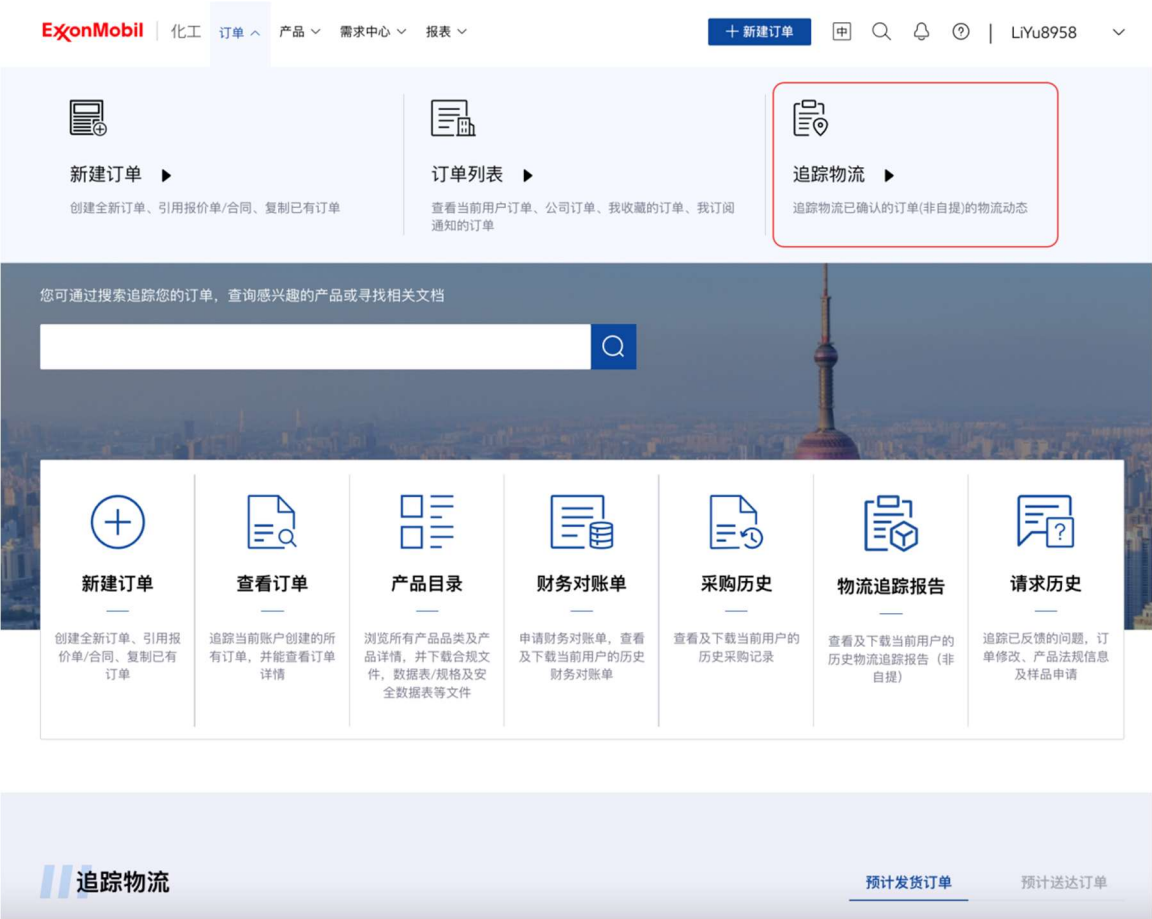 ExxonMobil 化工 订单 产品 需求中心 报表 + 新建订单 中 ? | LiYu8958
新建订单
创建全新订单、引用报价单/合同、复制已有订单
订单列表
查看当前用户订单、公司订单、我收藏的订单、我订阅
通知的订单
追踪物流
追踪物流已确认的订单(非自提)的物流动态
您可通过搜索追踪您的订单，查询感兴趣的产品或寻找相关文档
新建订单
创建全新订单、引用报
价单/合同、复制已有
订单
查看订单
追踪当前账户创建的所
有订单，并能查看订单
详情
产品目录
浏览所有产品品类及产
品详情，并下载合规文
件，数据表/规格及安
全数据表等文件
财务对账单
申请财务对账单，查看
及下载当前用户的历史
财务对账单
采购历史
查看及下载当前用户的
历史采购记录
物流追踪报告
查看及下载当前用户的
历史物流追踪报告（非
自提）
请求历史
追踪已反馈的问题，订
单修改、产品法规信息
及样品申请
追踪物流
预计发货订单 预计送达订单